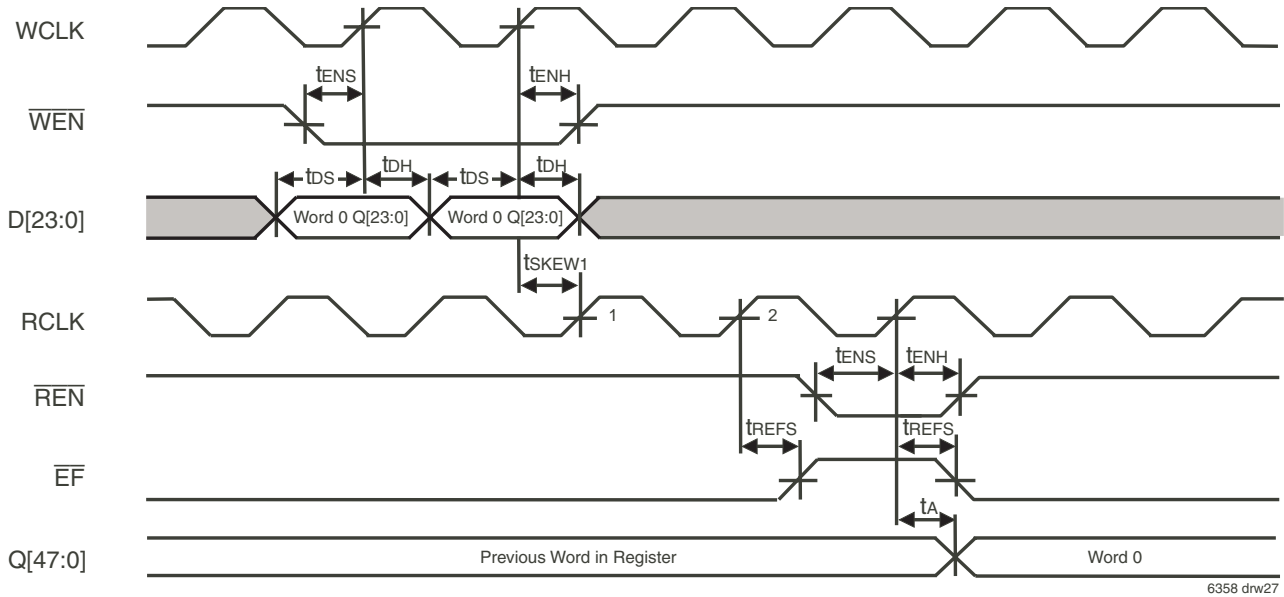 WCLK
tENS
tENH
WEN
tDS
tDH
tDS
tDH
D[23:0]
Word 0 Q[23:0]
Word 0 Q[23:0]
tSKEW1
RCLK
1
2
tENS
tENH
REN
tREFS
tREFS
EF
tA
Q[47:0]
Previous Word in Register
Word 0
6358 drw27